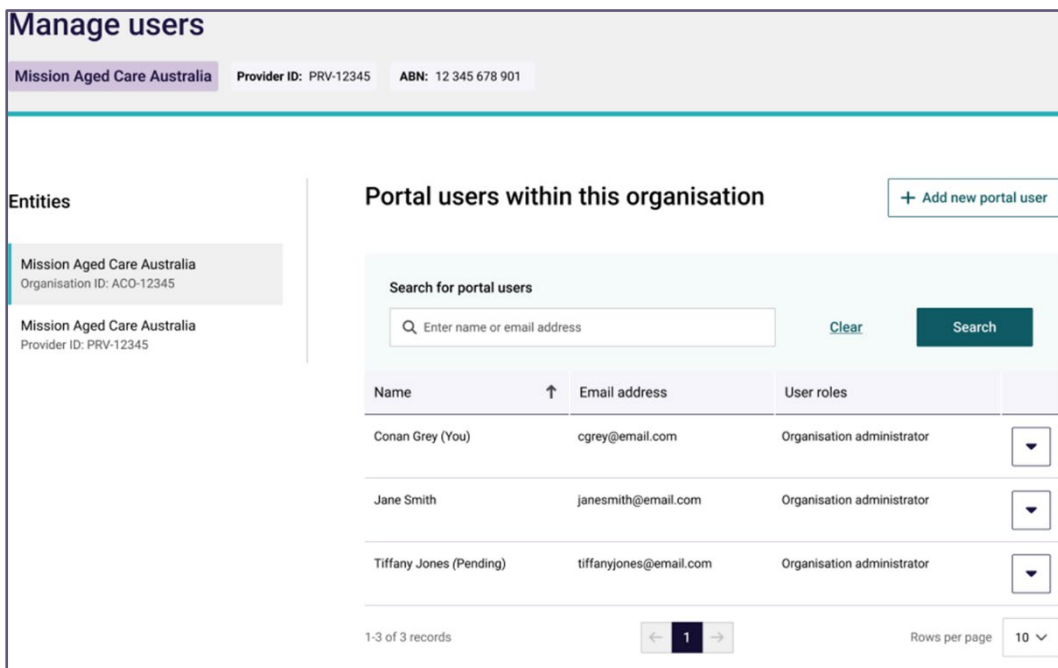 Manage users
Mission Aged Care Australia Provider ID: PRV-12345 ABN: 12 345 678 901
Entities
Mission Aged Care Australia
Organisation ID: ACO-12345
Mission Aged Care Australia
Provider ID: PRV-12345
Portal users within this organisation
+ Add new portal user
Search for portal users
Enter name or email address
Clear
Search
Name ↑ Email address User roles
Conan Grey (You) cgrey@email.com Organisation administrator
Jane Smith janesmith@email.com Organisation administrator
Tiffany Jones (Pending) tiffanyjones@email.com Organisation administrator
1-3 of 3 records ← 1 → Rows per page 10